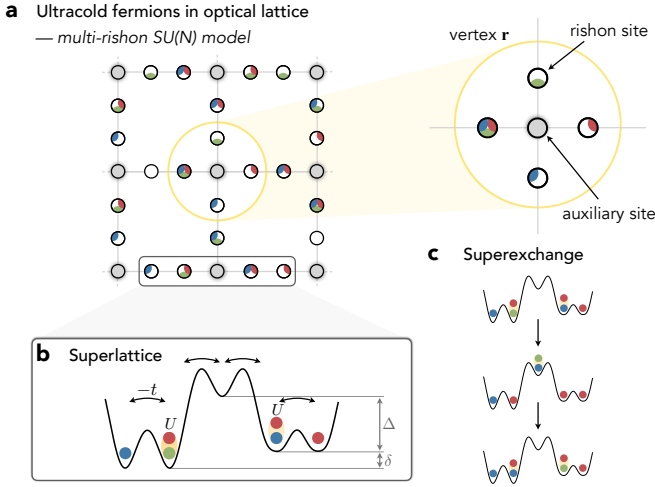 a Ultracold fermions in optical lattice
— multi-rishon SU(N) model
vertex r
rishon site
auxiliary site
c Superexchange
b Superlattice
−t
U
U
Δ
δ